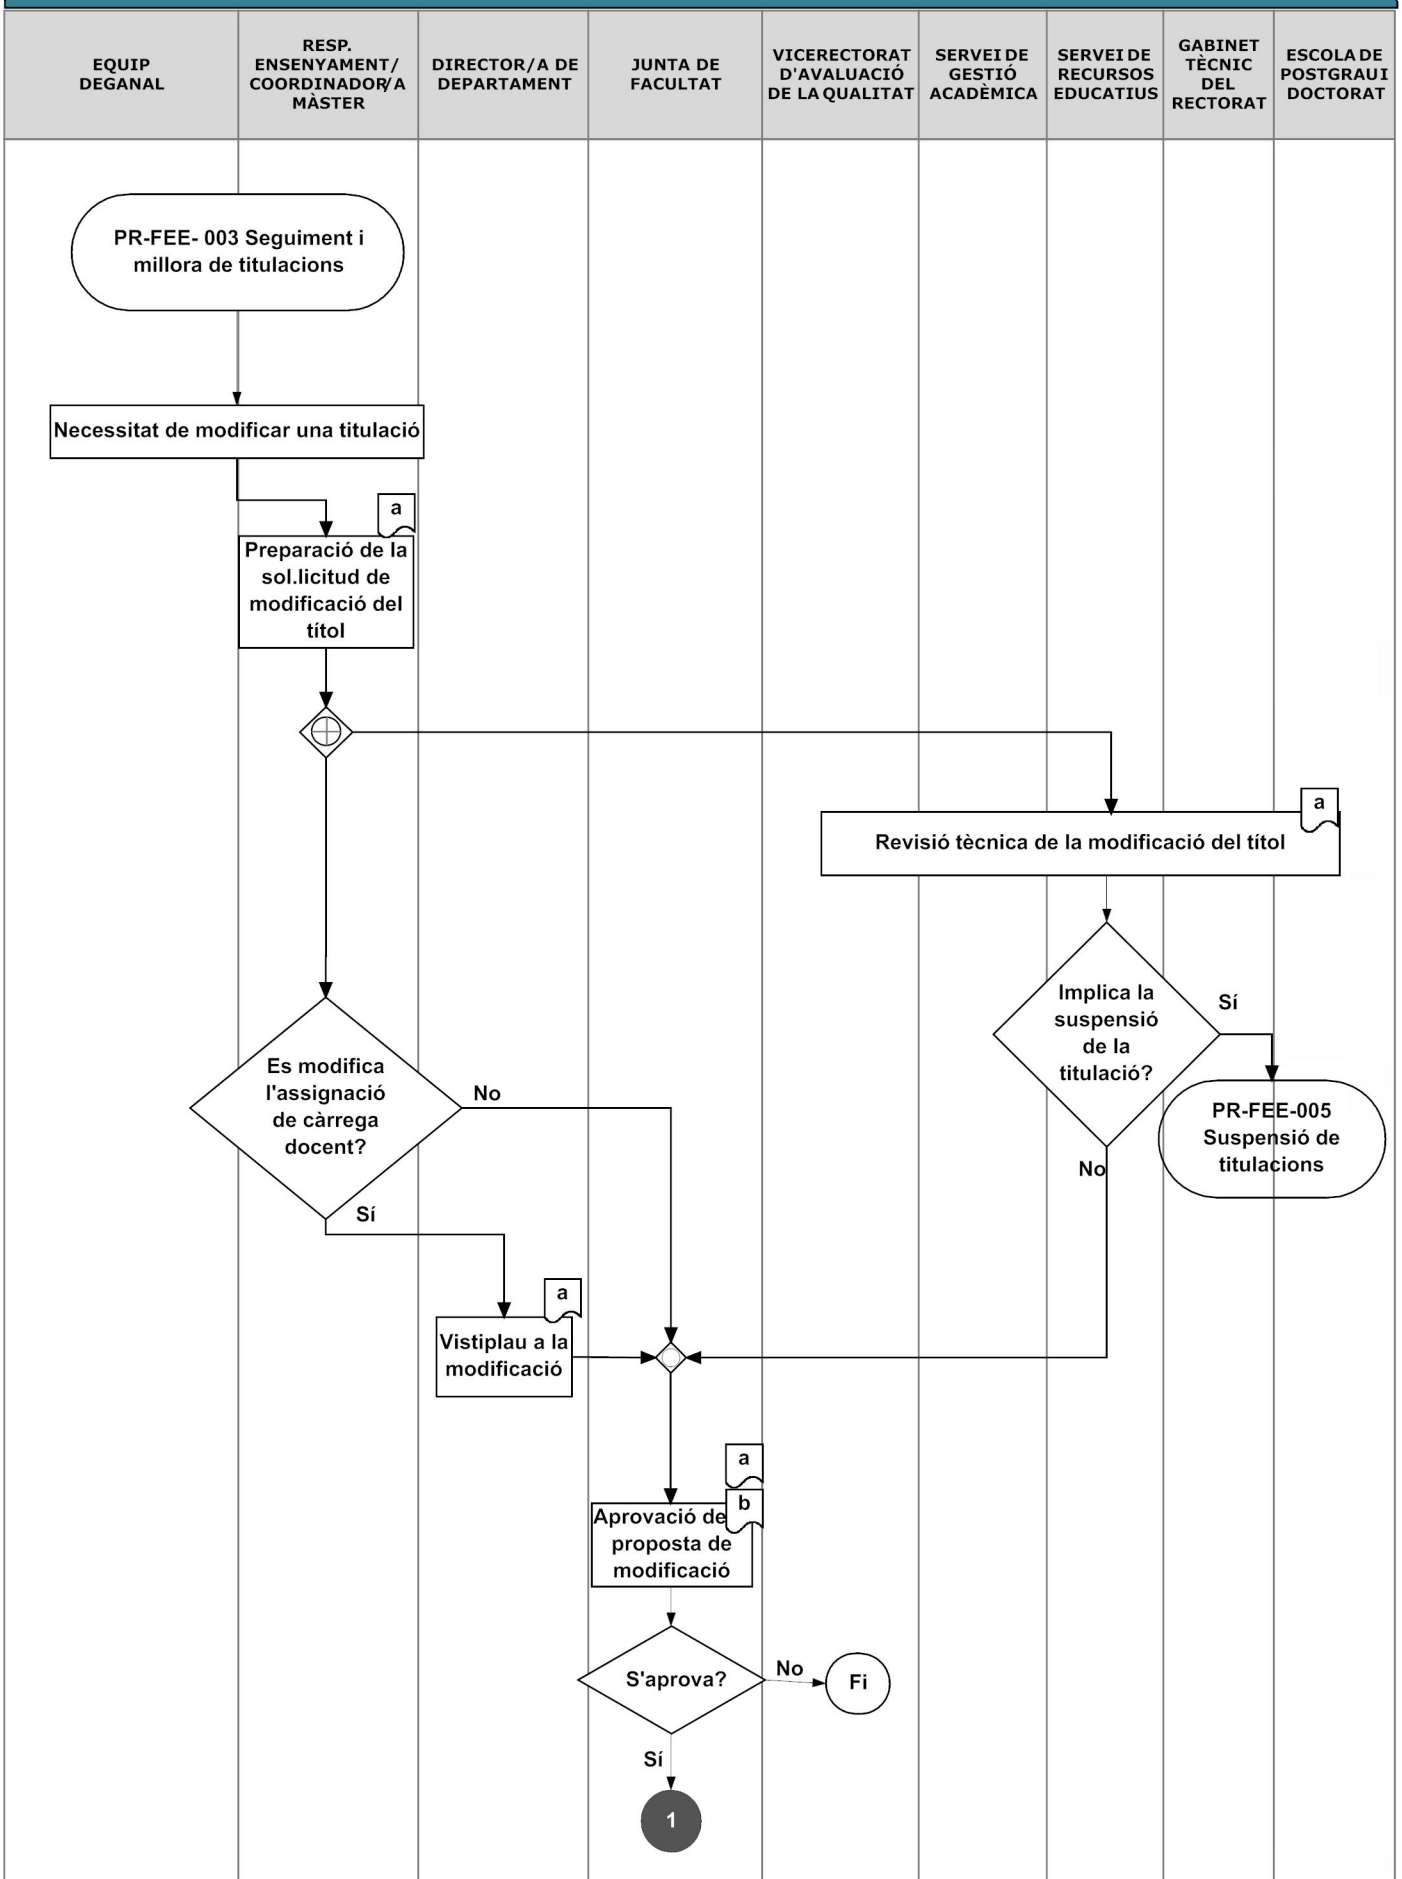 EQUIP
DEGANAL
RESP.
ENSENYAMENT/
COORDINADOR/A
MÀSTER
DIRECTOR/A DE
DEPARTAMENT
JUNTA DE
FACULTAT
VICERECTORAT
D'AVALUACIÓ
DE LA QUALITAT
SERVEI DE
GESTIÓ
ACADÈMICA
SERVEI DE
RECURSOS
EDUCATIUS
GABINET
TÈCNIC
DEL
RECTORAT
ESCOLA DE
POSTGRAU I
DOCTORAT
PR-FEE- 003 Seguiment i
millora de titulacions
Necessitat de modificar una titulació
a
Preparació de la
sol.licitud de
modificació del
títol
a
Revisió tècnica de la modificació del títol
Implica la
suspensió
de la
titulació?
Sí
No
PR-FEE-005
Suspensió de
titulacions
Es modifica
l'assignació
de càrrega
docent?
No
Sí
a
Vistiplau a la
modificació
a
b
Aprovació de
proposta de
modificació
S'aprova?
No
Fi
Sí
1